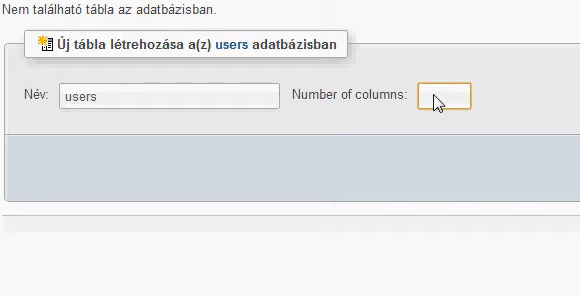 Nem található tábla az adatbázisban.
Új tábla létrehozása a(z) users adatbázisban
Név: users Number of columns: